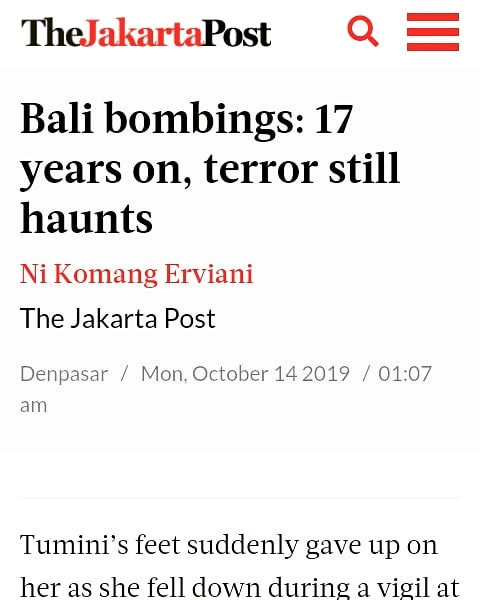 TheJakartaPost
Bali bombings: 17
years on, terror still
haunts
Ni Komang Erviani
The Jakarta Post
Denpasar / Mon, October 14 2019 / 01:07
am
Tumini’s feet suddenly gave up on
her as she fell down during a vigil at